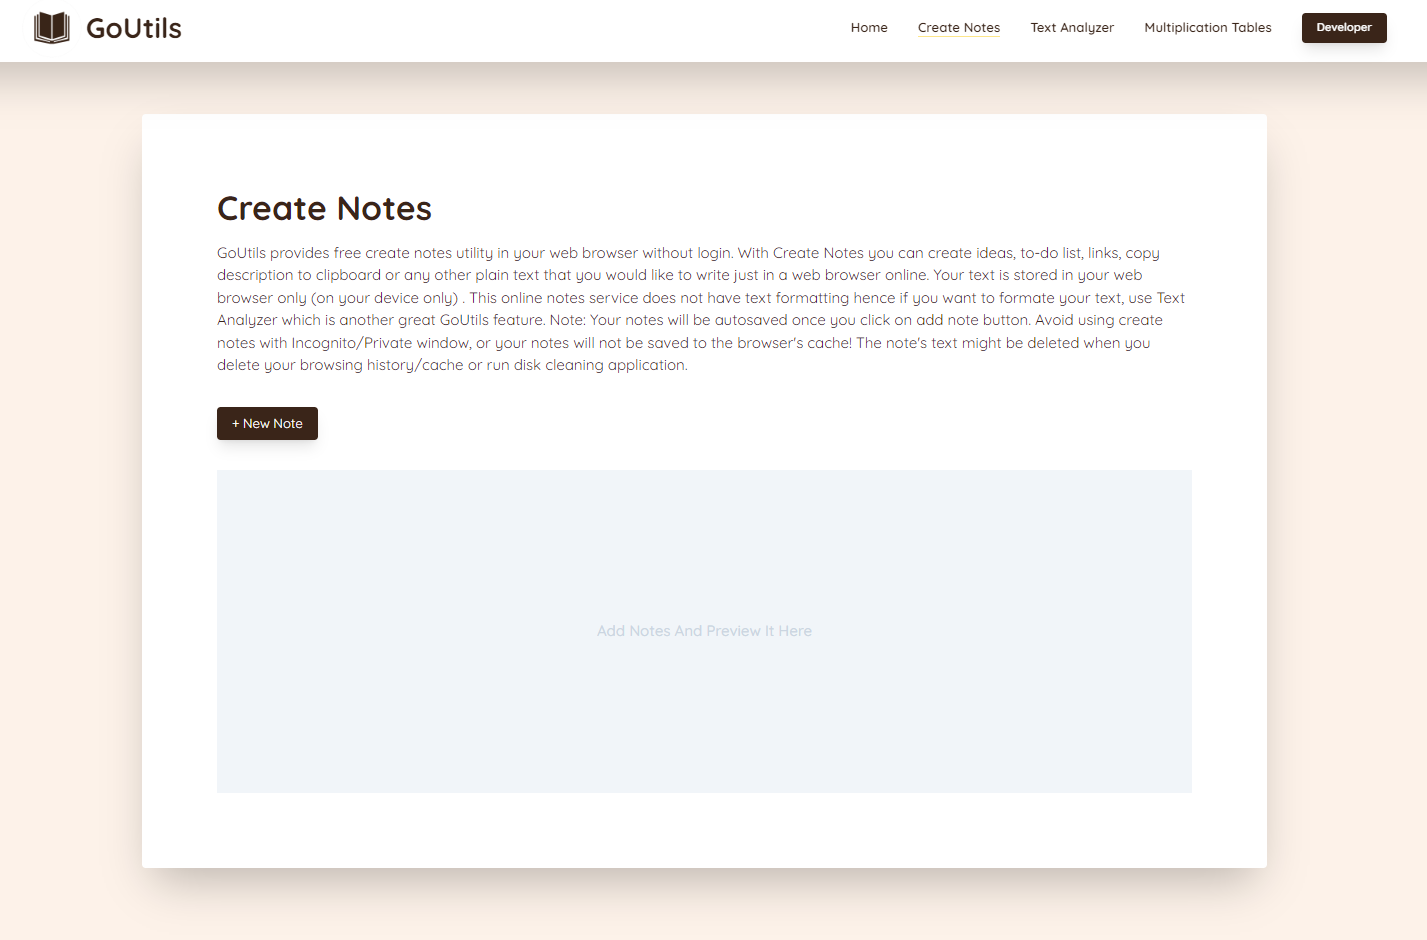 GoUtils
Home
Create Notes
Text Analyzer
Multiplication Tables
Developer
Create Notes
GoUtils provides free create notes utility in your web browser without login. With Create Notes you can create ideas, to-do list, links, copy
description to clipboard or any other plain text that you would like to write just in a web browser online. Your text is stored in your web
browser only (on your device only) . This online notes service does not have text formatting hence if you want to formate your text, use Text
Analyzer which is another great GoUtils feature. Note: Your notes will be autosaved once you click on add note button. Avoid using create
notes with Incognito/Private window, or your notes will not be saved to the browser's cache! The note's text might be deleted when you
delete your browsing history/cache or run disk cleaning application.
+ New Note
Add Notes And Preview It Here